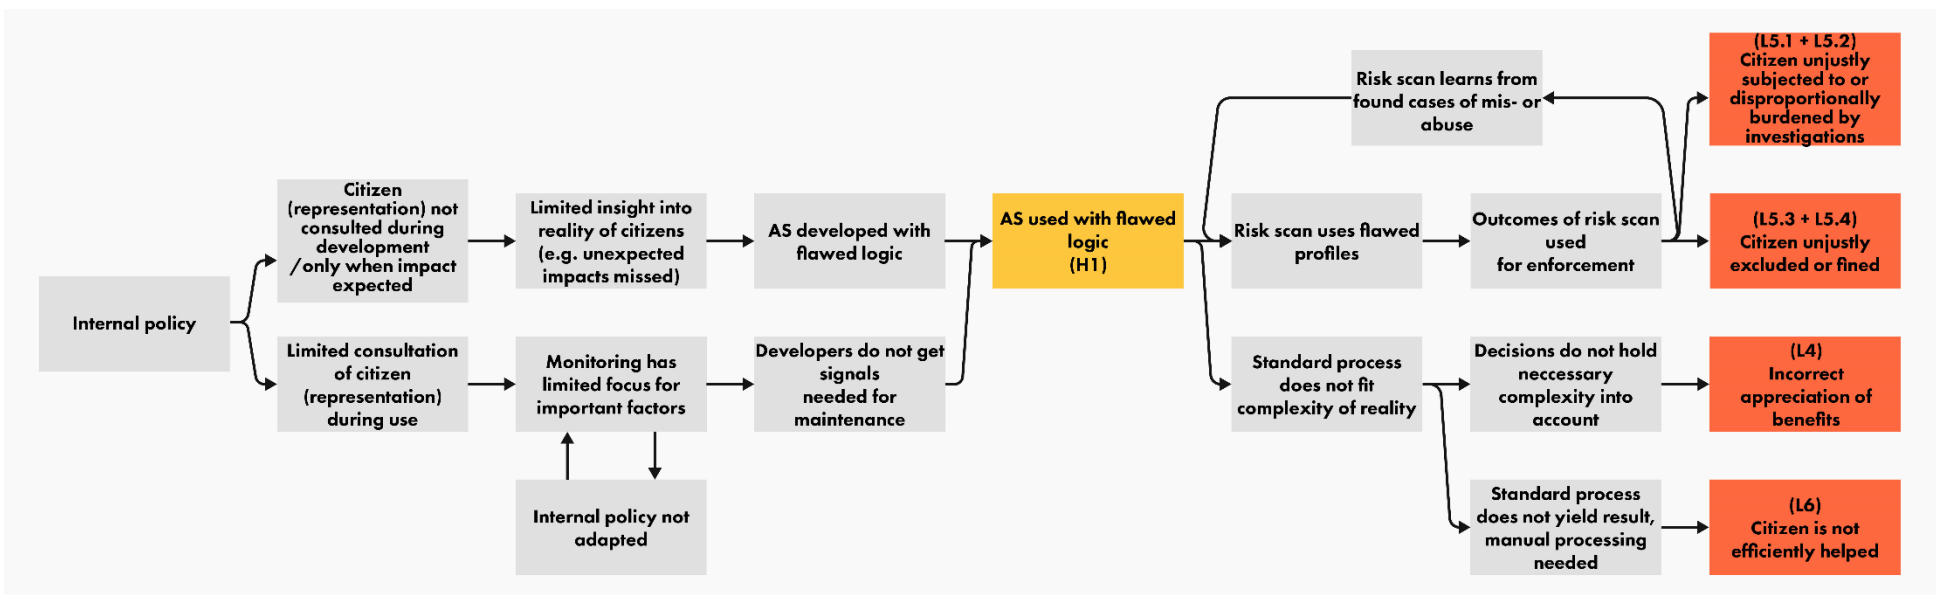 Internal policy
Citizen
(representation) not
consulted during
development
/only when impact
expected
Limited insight into
reality of citizens
(e.g. unexpected
impacts missed)
AS developed with
flawed logic
Limited consultation
of citizen
(representation)
during use
Monitoring has
limited focus for
important factors
Developers do not get
signals
needed for
maintenance
Internal policy not
adapted
AS used with flawed
logic
(H1)
Risk scan learns from
found cases of mis- or
abuse
Risk scan uses flawed
profiles
Outcomes of risk scan
used
for enforcement
(L5.1 + L5.2)
Citizen unjustly
subjected to or
disproportionally
burdened by
investigations
(L5.3 + L5.4)
Citizen unjustly
excluded or fined
Standard process
does not fit
complexity of reality
Decisions do not hold
neccessary
complexity into
account
(L4)
Incorrect
appreciation of
benefits
Standard process
does not yield result,
manual processing
needed
(L6)
Citizen is not
efficiently helped